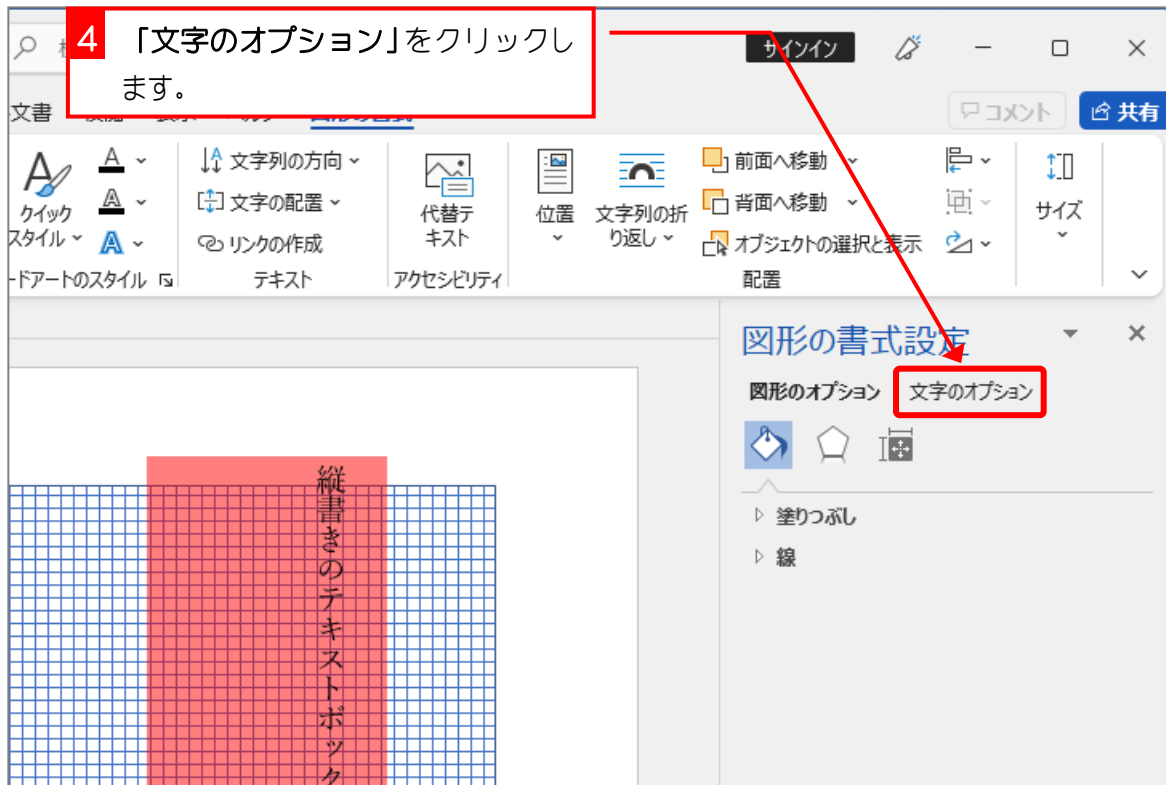 4 「文字のオプション」をクリックし
ます。
サインイン
文書
コメント
共有
クイック
スタイル
文字列の方向
文字の配置
リンクの作成
代替テ
キスト
位置
文字列の折
り返し
前面へ移動
背面へ移動
オブジェクトの選択と表示
サイズ
ードアートのスタイル
テキスト
アクセシビリティ
配置
図形の書式設定
図形のオプション 文字のオプション
塗りつぶし
線
縦書きのテキストボック